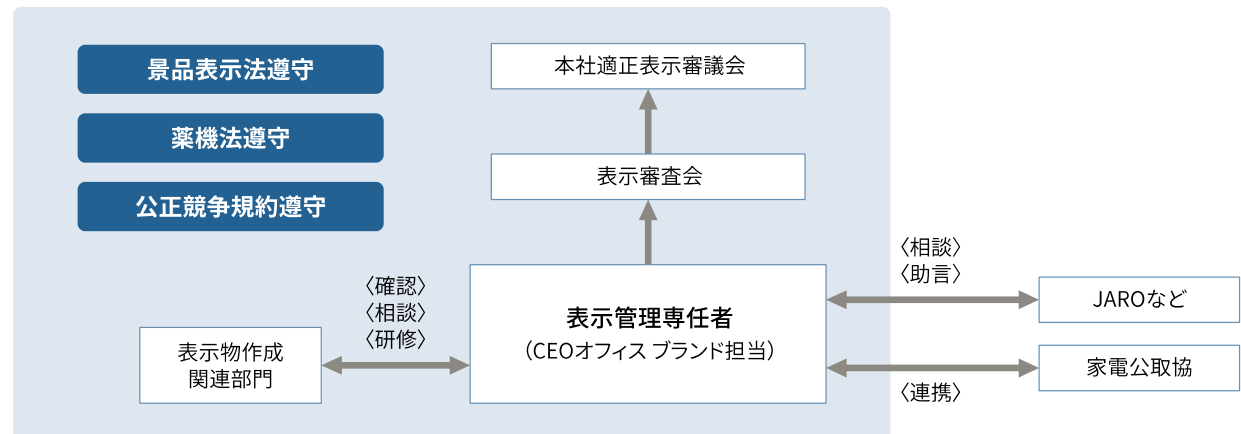 景品表示法遵守
薬機法遵守
公正競争規約遵守
本社適正表示審議会
表示審査会
〈確認〉
〈相談〉
〈研修〉
表示物作成
関連部門
表示管理専任者
（CEOオフィス ブランド担当）
〈相談〉
〈助言〉
JAROなど
家電公取協
〈連携〉